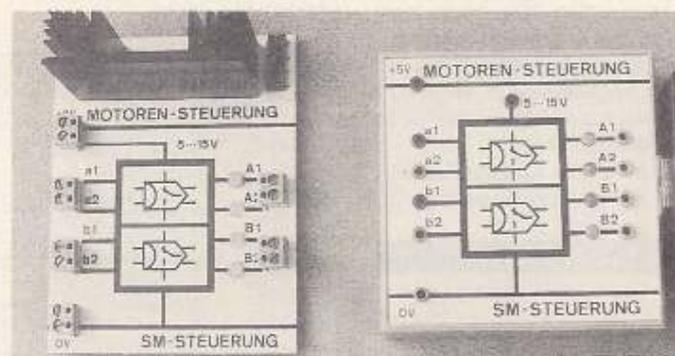 MOTOREN-STEUERUNG
5···15V
a1
a2
b1
b2
A1
B1
0V
SM-STEUERUNG
+5V
MOTOREN-STEUERUNG
5···15V
a1
a2
b1
b2
A1
A2
B1
B2
0V
SM-STEUERUNG